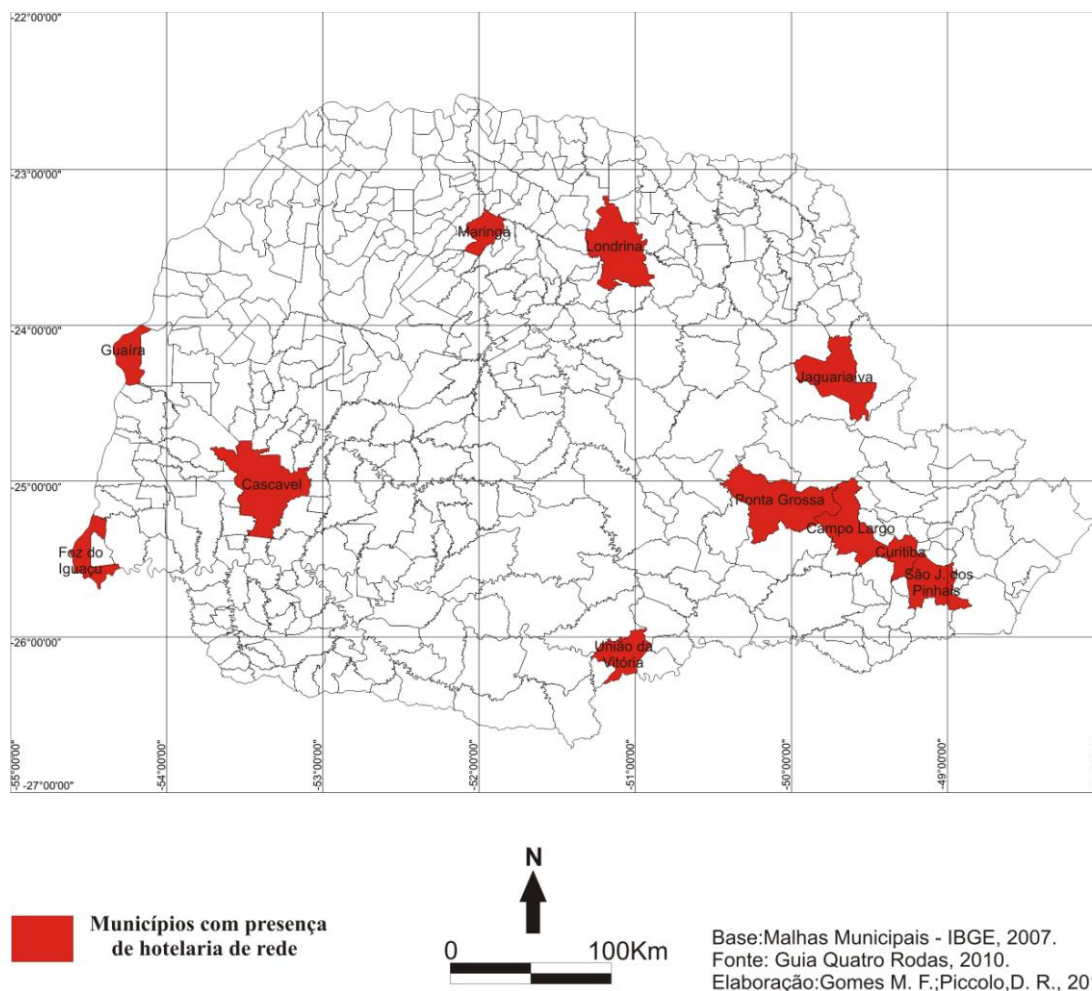 -22°00'00"
-23°00'00"
Maringá
Londrina
-24°00'00"
Guaíra
Jaguariaíva
-25°00'00"
Cascavel
Ponta Grossa
Campo Largo
Foz do
Iguaçu
Curitiba
São J. dos
Pinhais
-26°00'00"
União da
Vitória
-27°00'00"
-55°00'00"
-54°00'00"
-53°00'00"
-52°00'00"
-51°00'00"
-50°00'00"
-49°00'00"
N
Municípios com presença
de hotelaria de rede
0 100Km
Base:Malhas Municipais - IBGE, 2007.
Fonte: Guia Quatro Rodas, 2010.
Elaboração:Gomes M. F.;Piccolo,D. R., 20